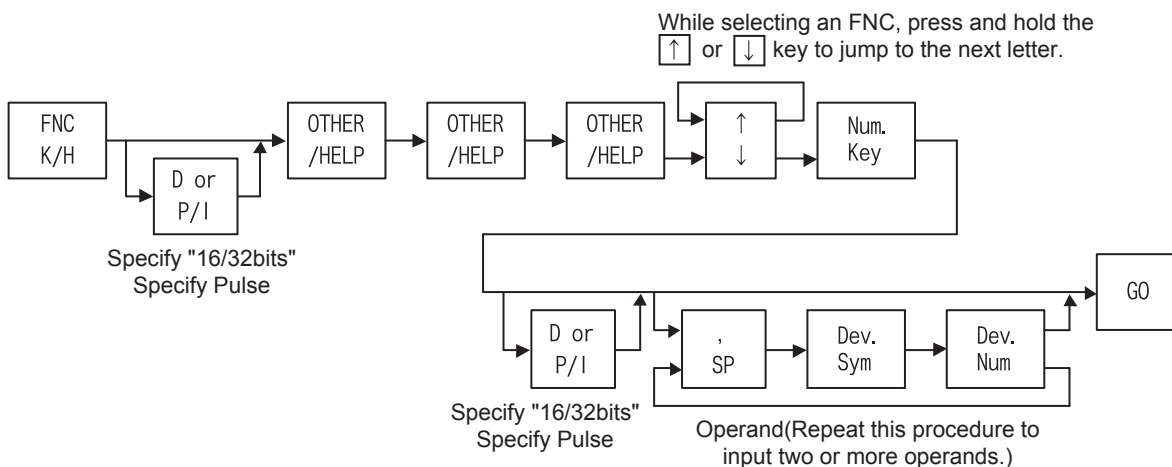 While selecting an FNC, press and hold the
↑ or ↓ key to jump to the next letter.
FNC
K/H
D or
P/I
Specify "16/32bits"
Specify Pulse
OTHER
/HELP
OTHER
/HELP
OTHER
/HELP
↑
↓
Num.
Key
D or
P/I
Specify "16/32bits"
Specify Pulse
,
SP
Dev.
Sym
Dev.
Num
Operand(Repeat this procedure to
input two or more operands.)
GO